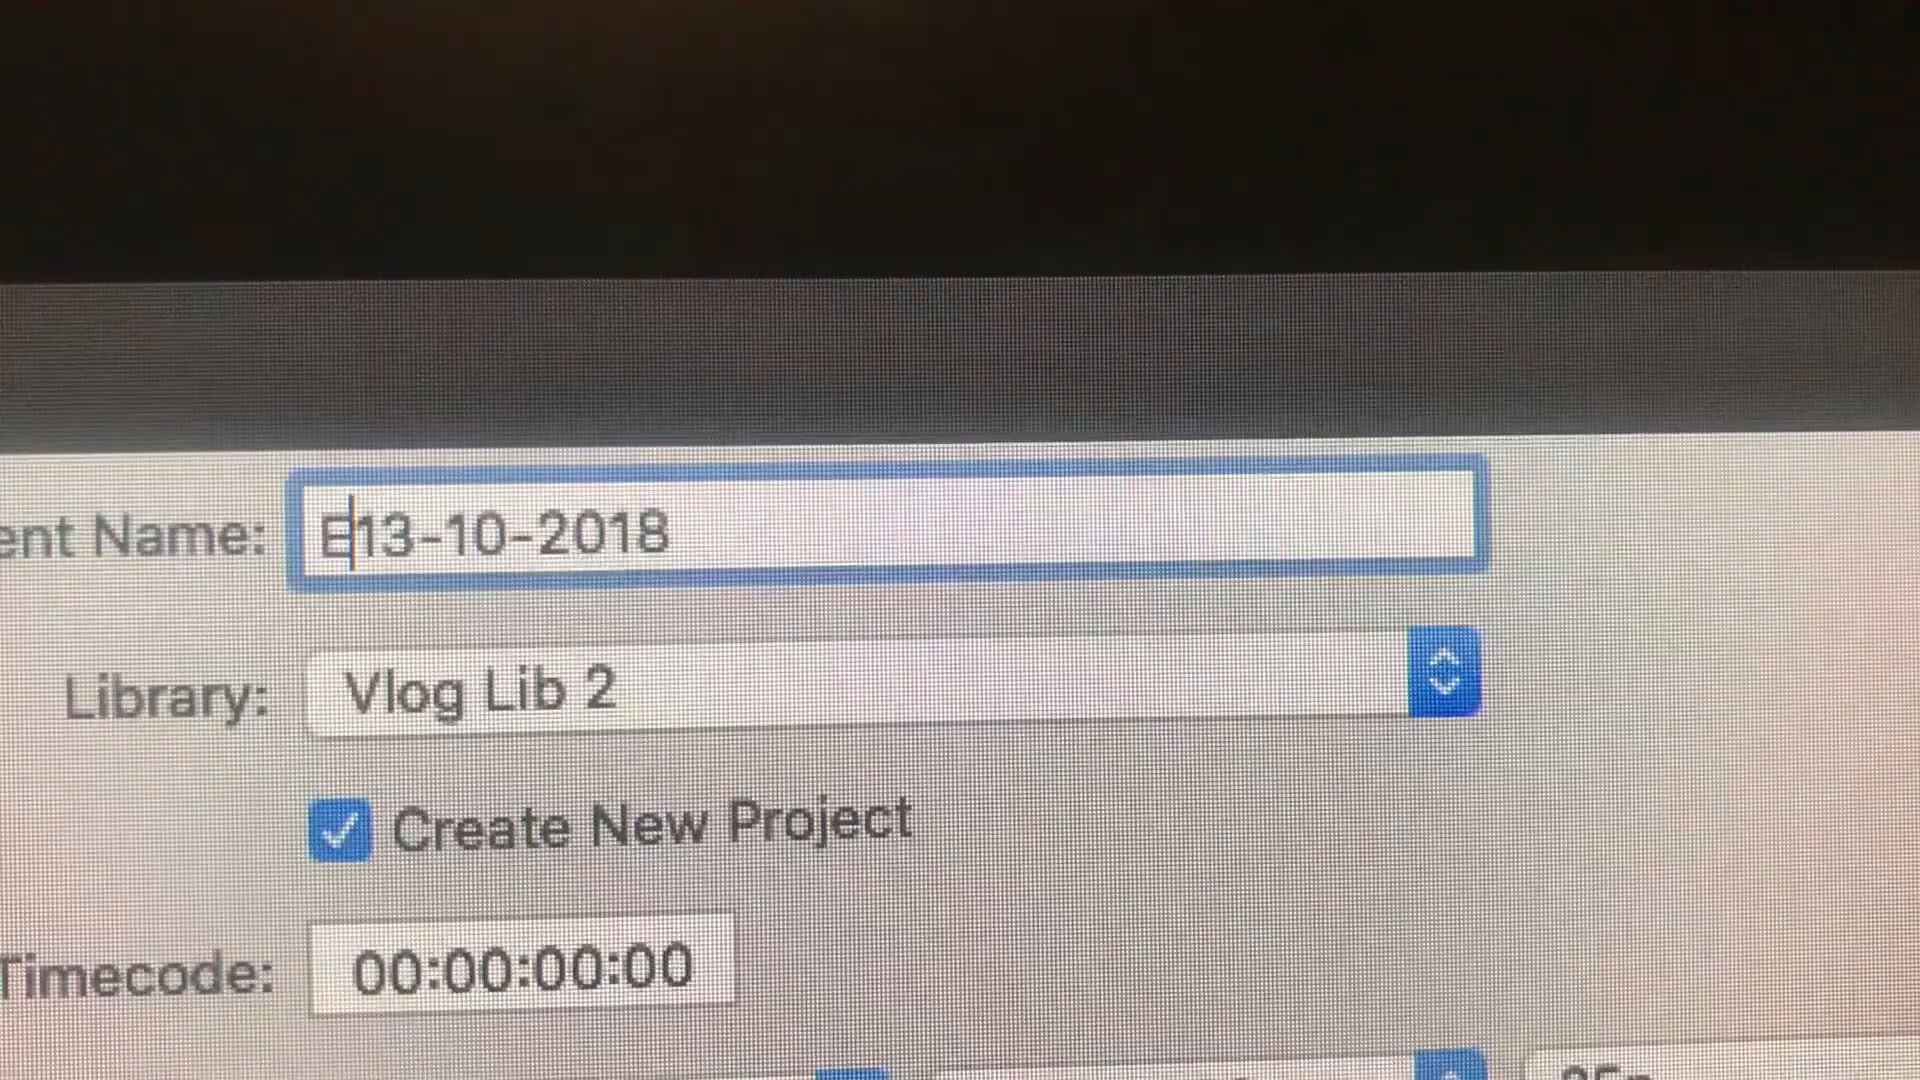 ent Name: E13-10-2018
Library: Vlog Lib 2
Create New Project
Timecode: 00:00:00:00